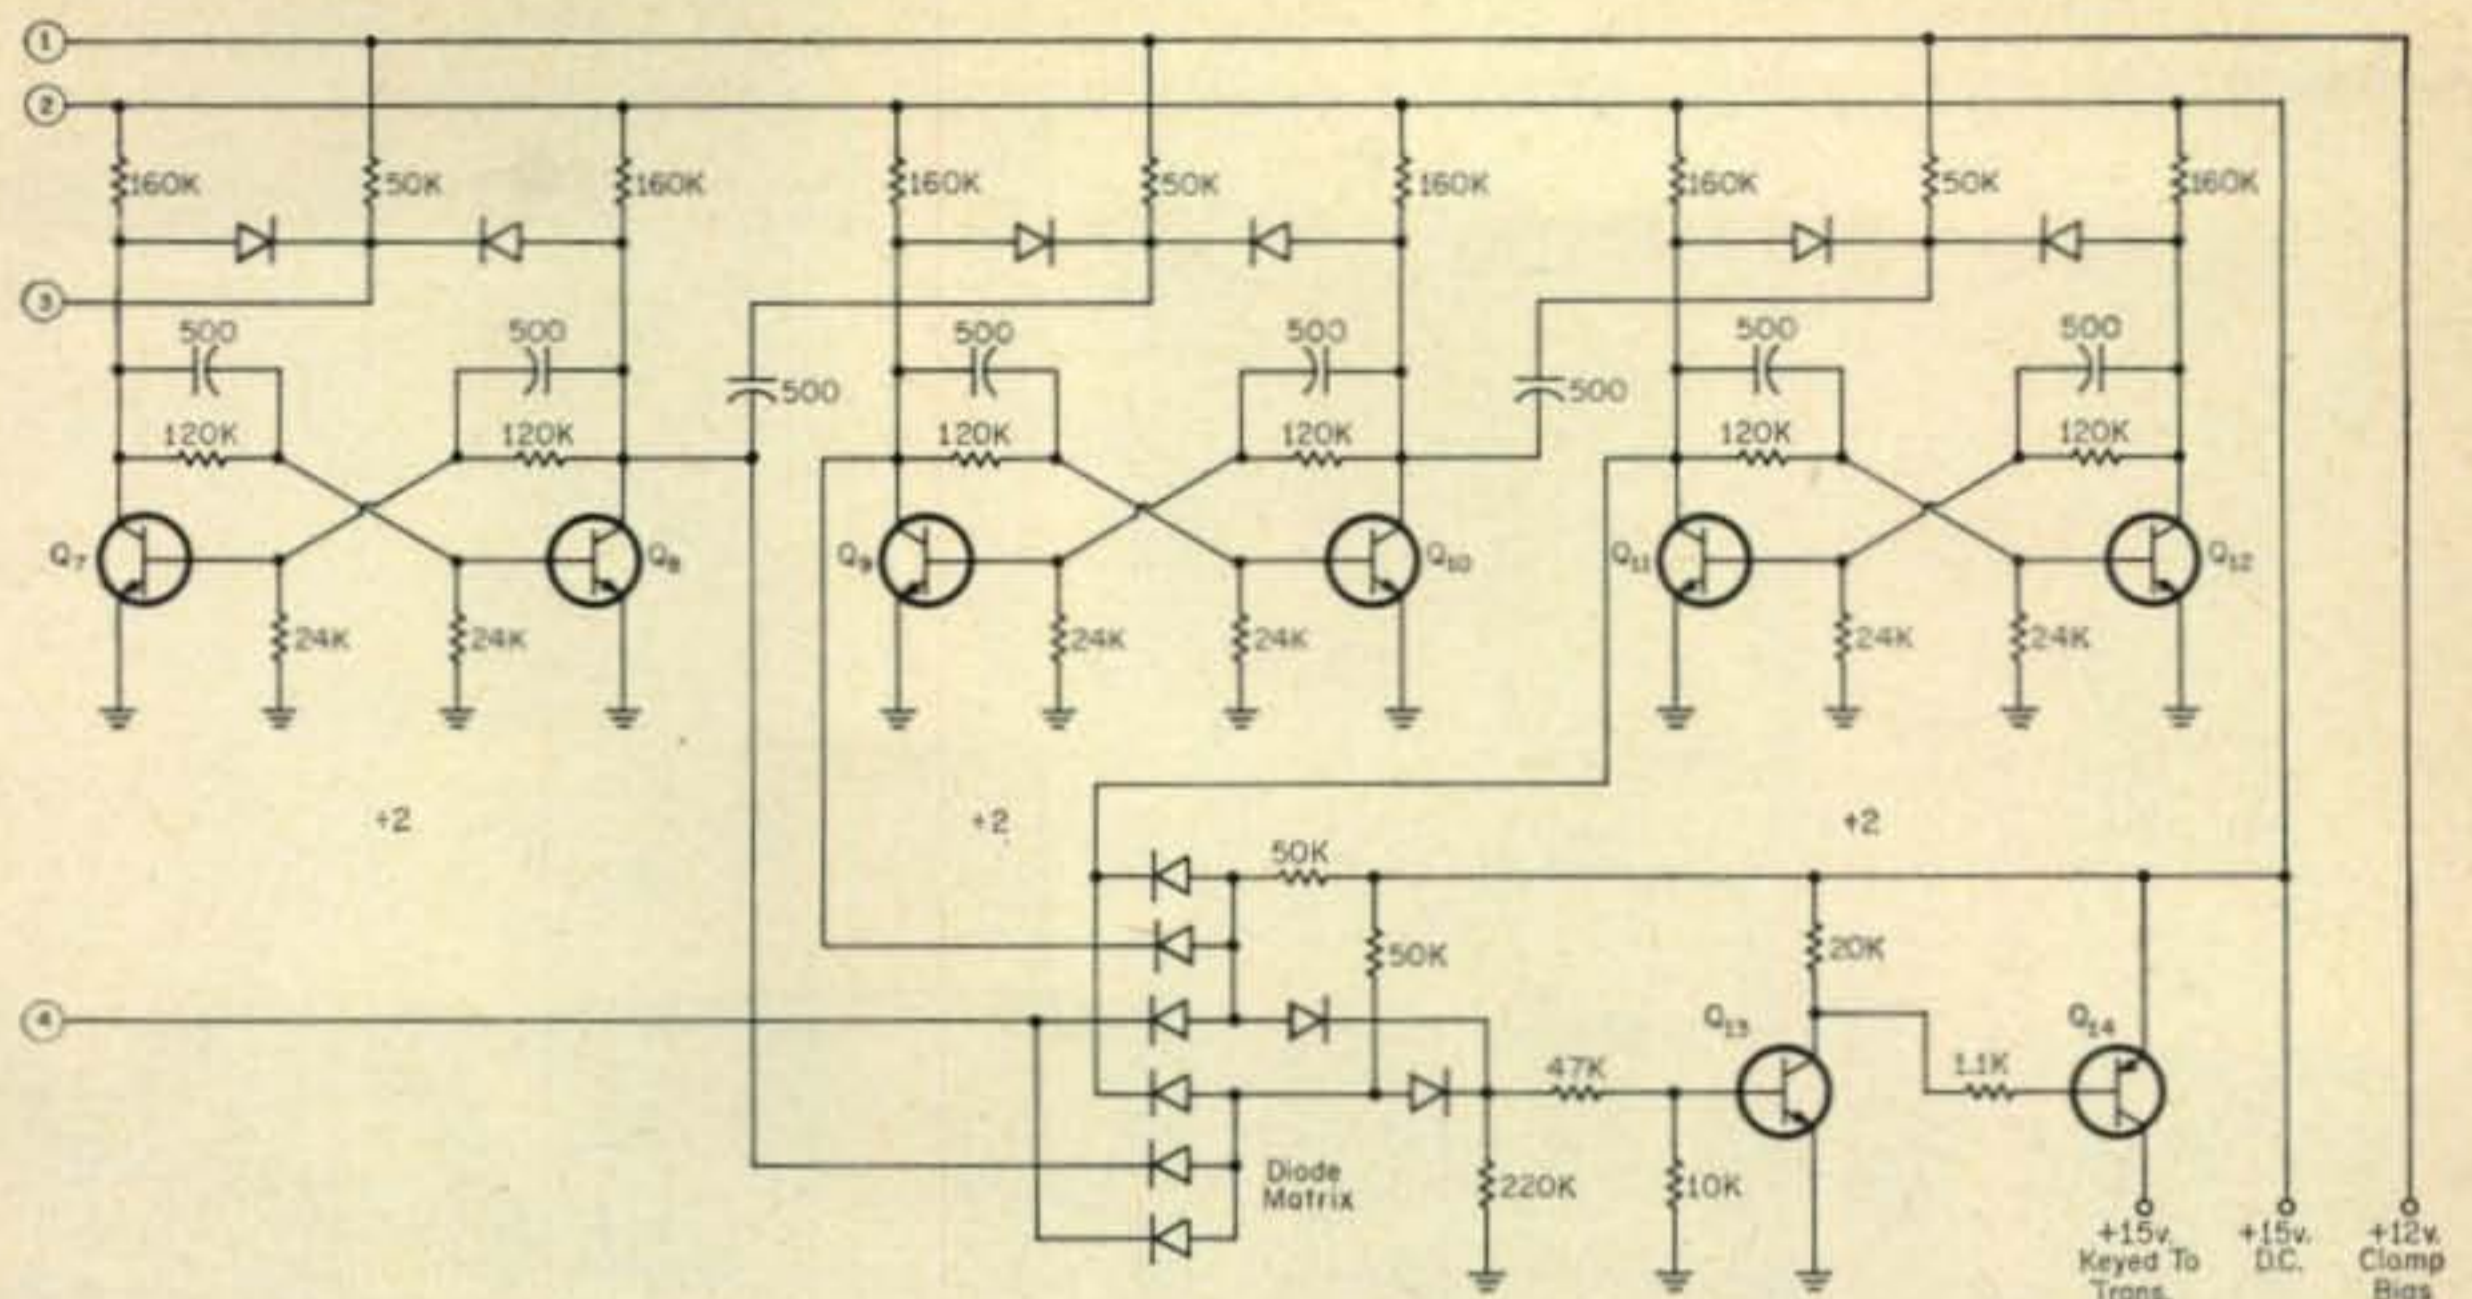 1
2
160K 50K 160K 160K 50K 160K 160K 50K 160K
3
500 500 500 500 500 500
500 500
120K 120K 120K 120K 120K 120K
Q7 Q8 Q9 Q10 Q11 Q12
24K 24K 24K 24K 24K 24K
÷2 ÷2 ÷2
50K
50K 20K
4
Q13 Q14
47K 1.1K
Diode
Matrix
220K 10K
+15v. +15v. +12v.
Keyed To D.C. Clamp
Trans. Bias